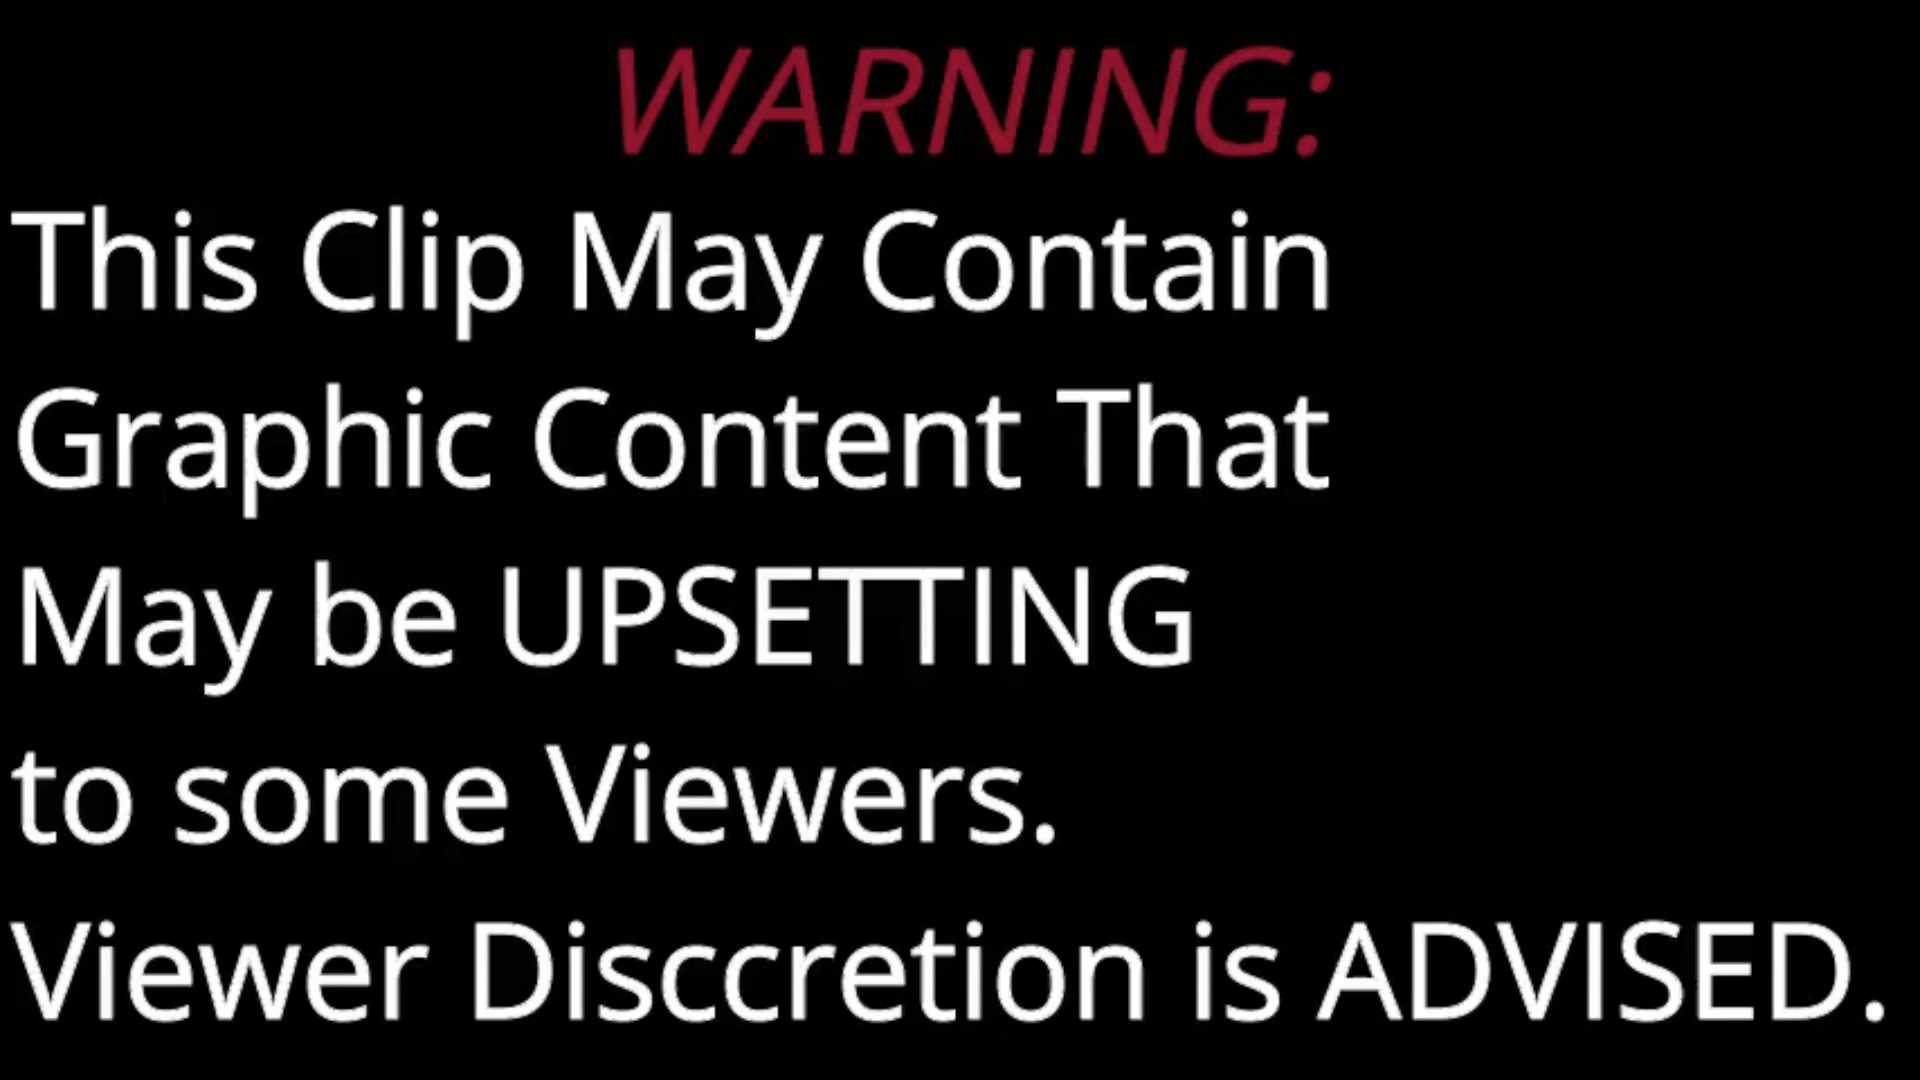 WARNING:
This Clip May Contain
Graphic Content That
May be UPSETTING
to some Viewers.
Viewer Disccretion is ADVISED.